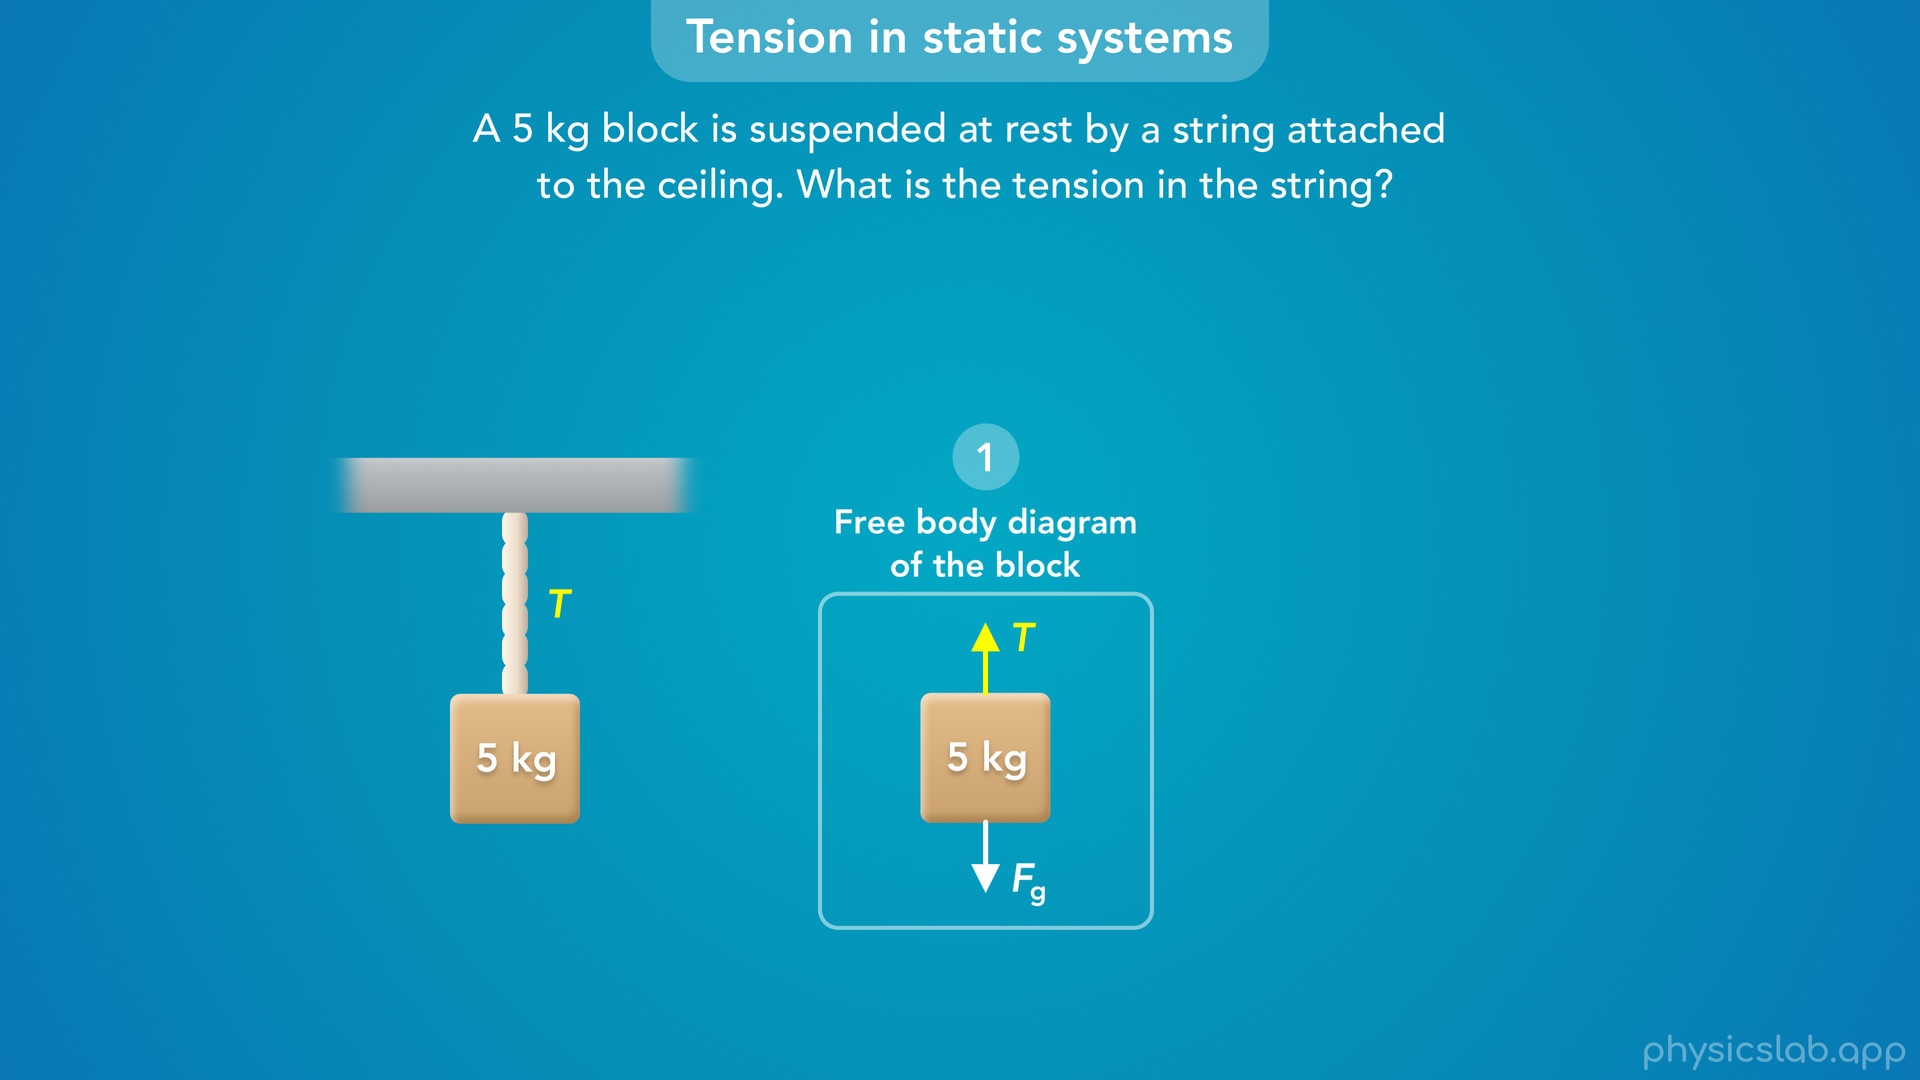 Tension in static systems
A 5 kg block is suspended at rest by a string attached
to the ceiling. What is the tension in the string?
T
5 kg
1
Free body diagram
of the block
T
5 kg
Fg
physicslab.app